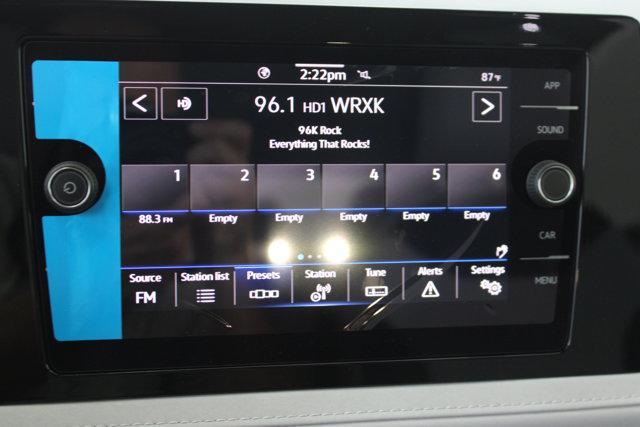 2:22pm 87°F
APP
96.1 HD1 WRXK
SOUND
96K Rock
Everything That Rocks!
1 2 3 4 5 6
88.3 FM Empty Empty Empty Empty Empty
CAR
Source Station list Presets Station Tune Alerts Settings
FM
MENU